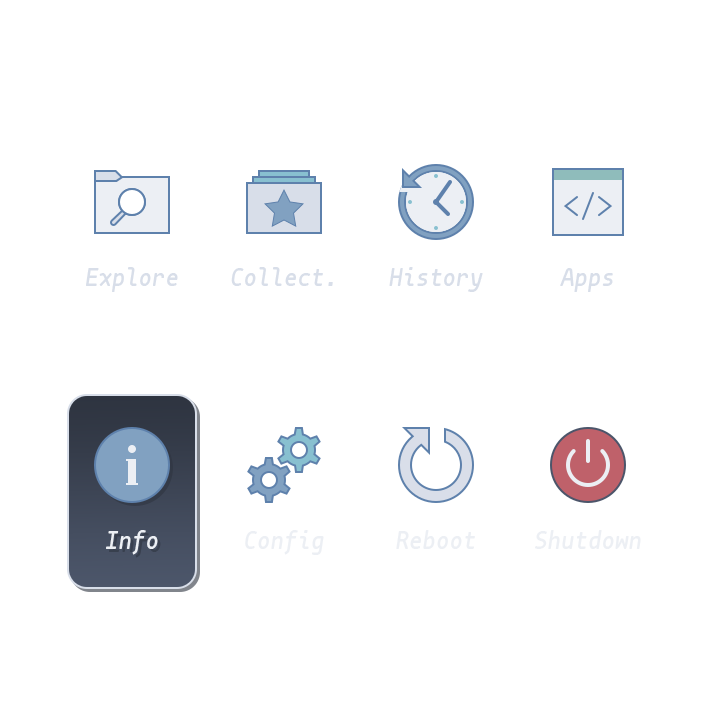 Explore
Collect.
History
Apps
Info
Config
Reboot
Shutdown